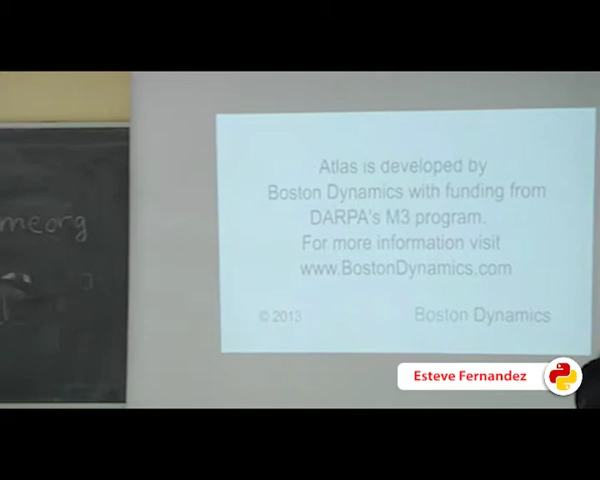 meorg
Atlas is developed by
Boston Dynamics with funding from
DARPA's M3 program.
For more information visit
www.BostonDynamics.com
© 2013
Boston Dynamics
Esteve Fernandez